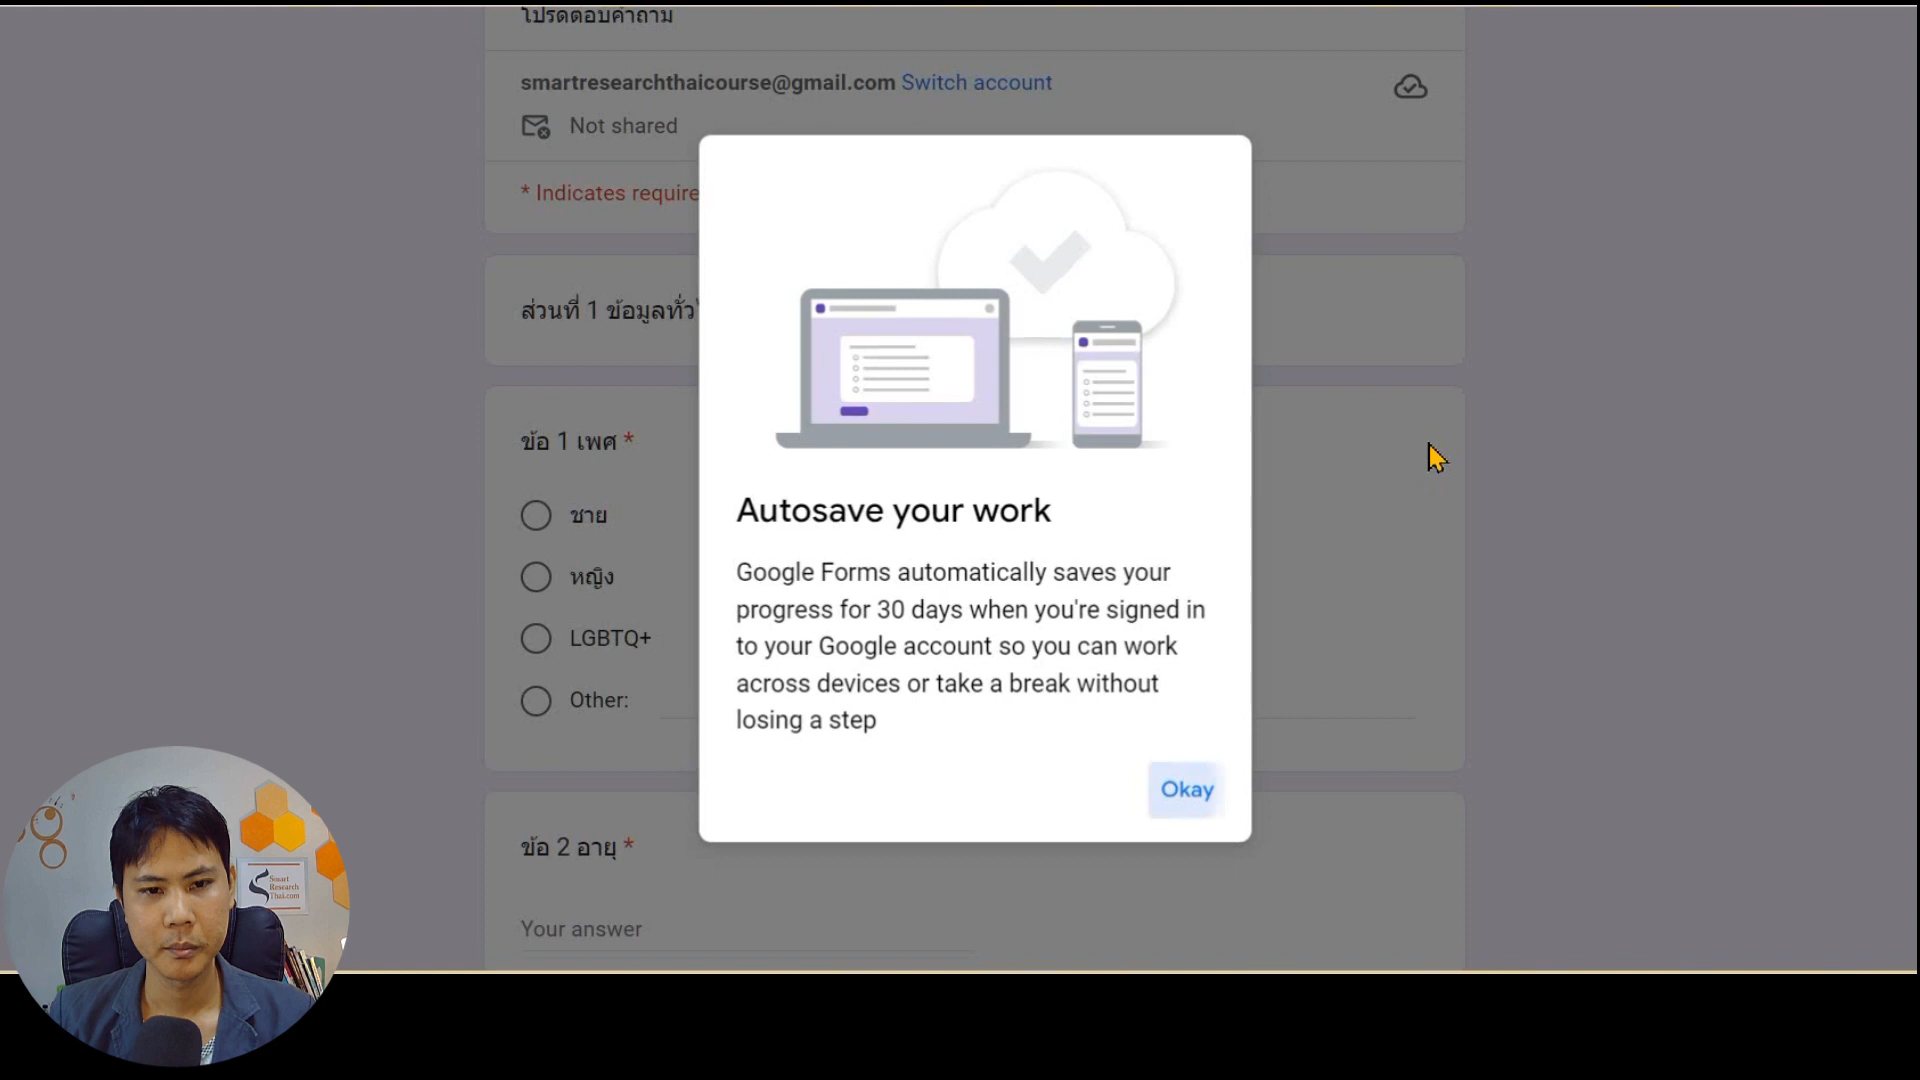 โปรดตอบคำถาม
smartresearchthaicourse@gmail.com Switch account
Not shared
* Indicates require
ส่วนที่ 1 ข้อมูลทั่ว
ข้อ 1 เพศ *
ชาย
หญิง
LGBTQ+
Other:
Autosave your work
Google Forms automatically saves your
progress for 30 days when you're signed in
to your Google account so you can work
across devices or take a break without
losing a step
Okay
ข้อ 2 อายุ *
Your answer
Smart
Research
Thai.com